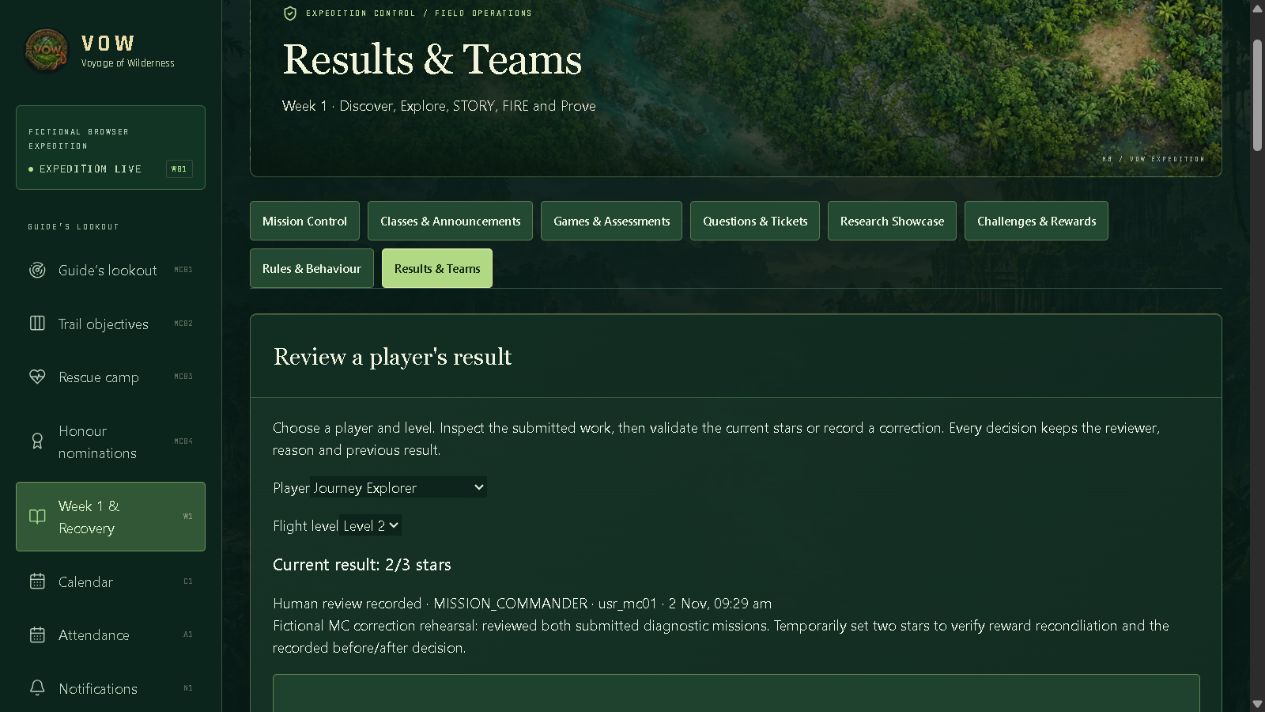 VOW
Voyage of Wilderness
FICTIONAL BROWSER
EXPEDITION
EXPEDITION LIVE
W01
GUIDE'S LOOKOUT
Guide's lookout
MC01
Trail objectives
MC02
Rescue camp
MC03
Honour
nominations
MC04
Week 1 &
Recovery
W1
Calendar
C1
Attendance
A1
Notifications
N1
EXPEDITION CONTROL / FIELD OPERATIONS
Results & Teams
Week 1 · Discover, Explore, STORY, FIRE and Prove
/ VOW EXPEDITION
Mission Control
Classes & Announcements
Games & Assessments
Questions & Tickets
Research Showcase
Challenges & Rewards
Rules & Behaviour
Results & Teams
Review a player's result
Choose a player and level. Inspect the submitted work, then validate the current stars or record a correction. Every decision keeps the reviewer,
reason and previous result.
Player Journey Explorer
Flight level Level 2
Current result: 2/3 stars
Human review recorded · MISSION_COMMANDER · usr_mc01 · 2 Nov, 09:29 am
Fictional MC correction rehearsal: reviewed both submitted diagnostic missions. Temporarily set two stars to verify reward reconciliation and the
recorded before/after decision.